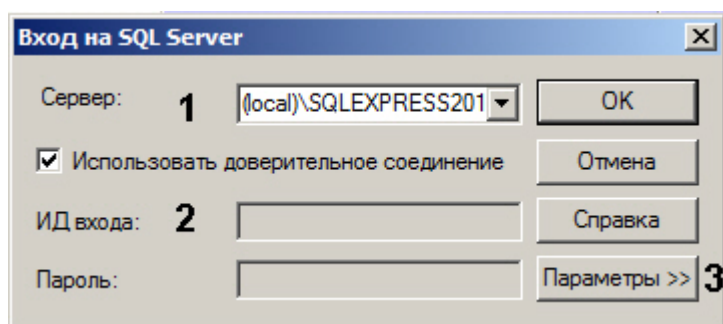 Вход на SQL Server
Сервер: 1 (local)\SQLEXPRESS201 OK
Использовать доверительное соединение Отмена
ИД входа: 2 Справка
Пароль: Параметры >> 3